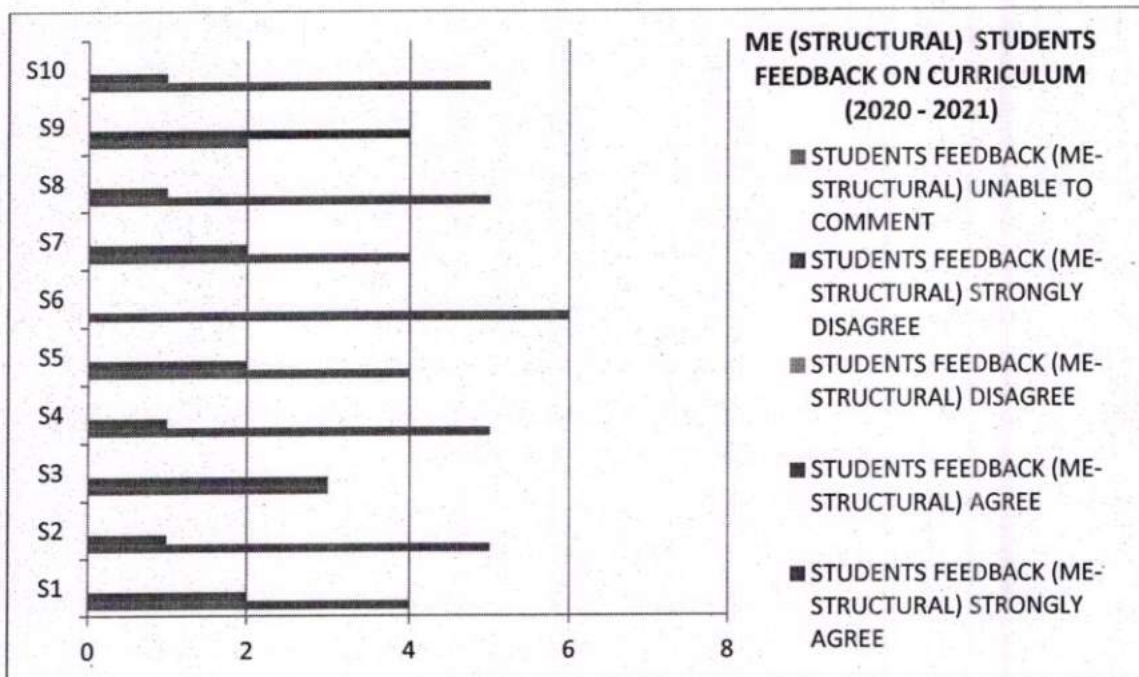 ME (STRUCTURAL) STUDENTS
FEEDBACK ON CURRICULUM
(2020 - 2021)
STUDENTS FEEDBACK (ME-
STRUCTURAL) UNABLE TO
COMMENT
STUDENTS FEEDBACK (ME-
STRUCTURAL) STRONGLY
DISAGREE
STUDENTS FEEDBACK (ME-
STRUCTURAL) DISAGREE
STUDENTS FEEDBACK (ME-
STRUCTURAL) AGREE
STUDENTS FEEDBACK (ME-
STRUCTURAL) STRONGLY
AGREE
S10
S9
S8
S7
S6
S5
S4
S3
S2
S1
0 2 4 6 8